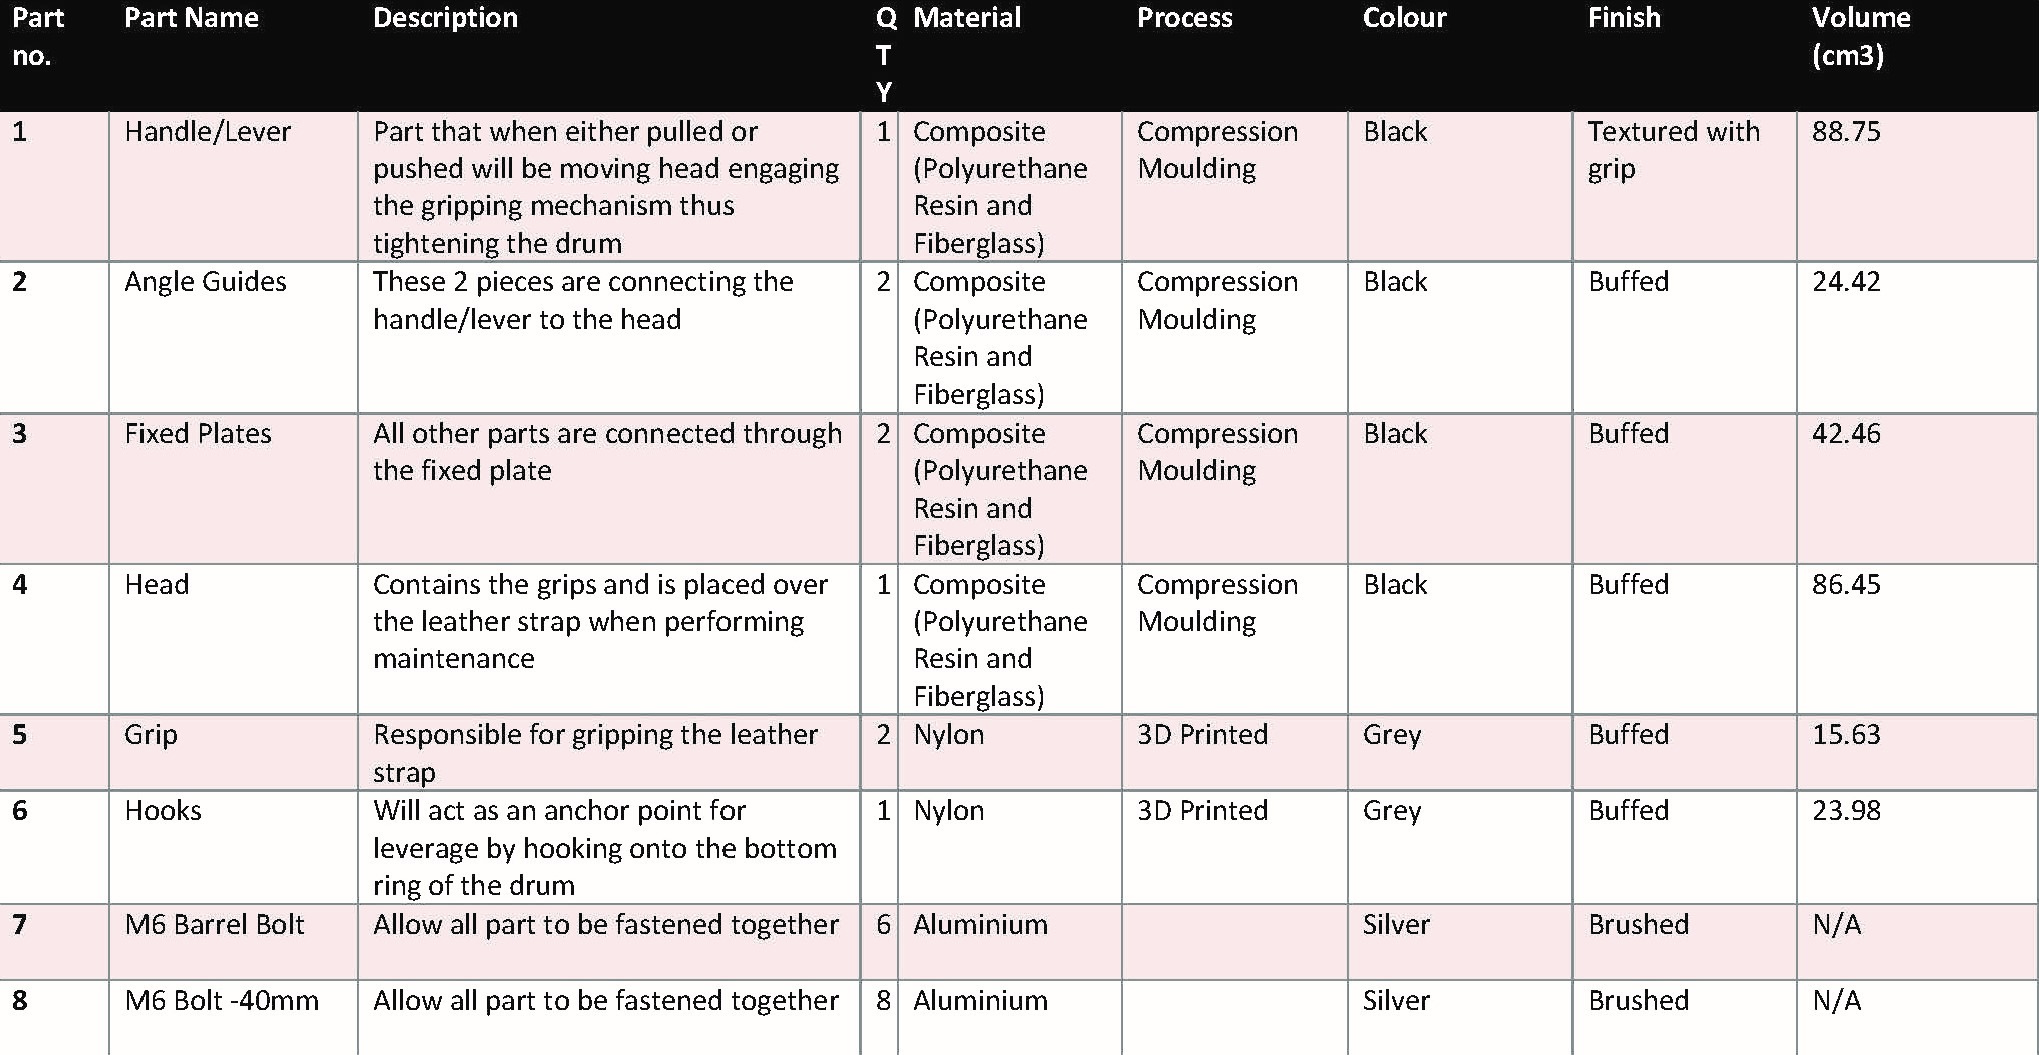 Part no. Part Name Description QTY Material Process Colour Finish Volume (cm3)
1 Handle/Lever Part that when either pulled or pushed will be moving head engaging the gripping mechanism thus tightening the drum 1 Composite (Polyurethane Resin and Fiberglass) Compression Moulding Black Textured with grip 88.75
2 Angle Guides These 2 pieces are connecting the handle/lever to the head 2 Composite (Polyurethane Resin and Fiberglass) Compression Moulding Black Buffed 24.42
3 Fixed Plates All other parts are connected through the fixed plate 2 Composite (Polyurethane Resin and Fiberglass) Compression Moulding Black Buffed 42.46
4 Head Contains the grips and is placed over the leather strap when performing maintenance 1 Composite (Polyurethane Resin and Fiberglass) Compression Moulding Black Buffed 86.45
5 Grip Responsible for gripping the leather strap 2 Nylon 3D Printed Grey Buffed 15.63
6 Hooks Will act as an anchor point for leverage by hooking onto the bottom ring of the drum 1 Nylon 3D Printed Grey Buffed 23.98
7 M6 Barrel Bolt Allow all part to be fastened together 6 Aluminium Silver Brushed N/A
8 M6 Bolt -40mm Allow all part to be fastened together 8 Aluminium Silver Brushed N/A